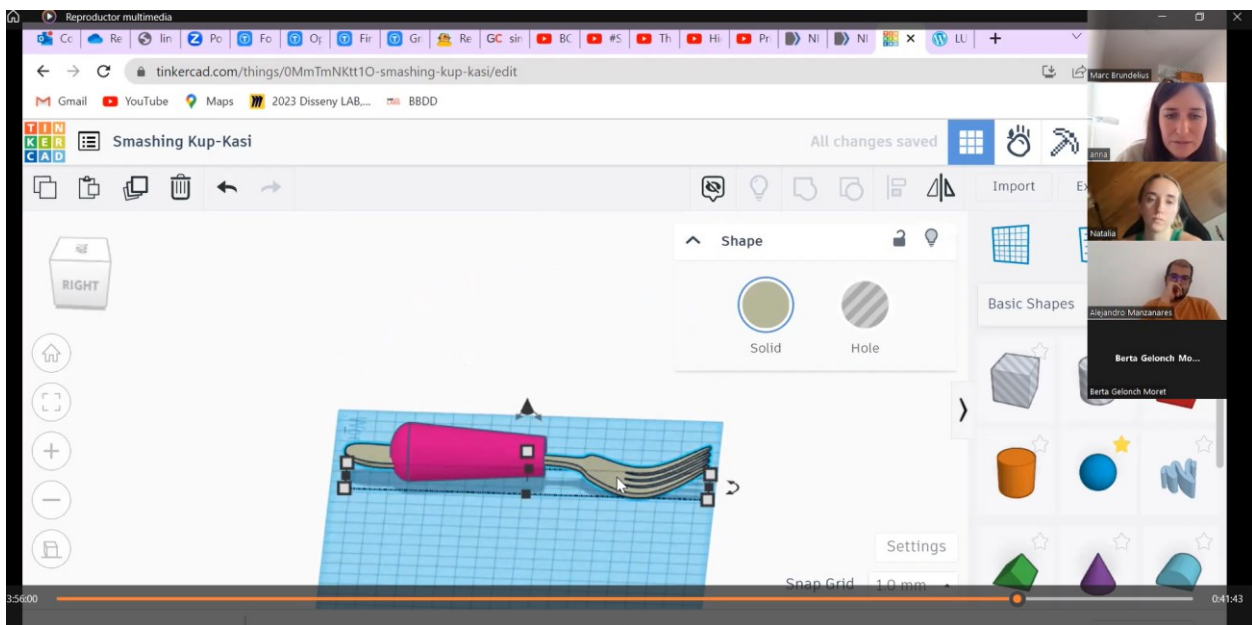 Reproductor multimedia
Cc Re lin Po Fo Op Fir Gr Re GC sin BC #S Th Hi Pr NI NI × LU +
tinkercad.com/things/0MmTmNKtt1O-smashing-kup-kasi/edit
Gmail YouTube Maps 2023 Disseny LAB,... BBDD
TIN
KER
CAD
Smashing Kup-Kasi
All changes saved
Import
Shape
Solid
Hole
RIGHT
Basic Shapes
Settings
Snap Grid 1.0 mm
Marc Brundelius
anna
Natalia
Alejandro Manzanares
Berta Gelonch Mo...
Berta Gelonch Moret
3:56:00
0:41:43